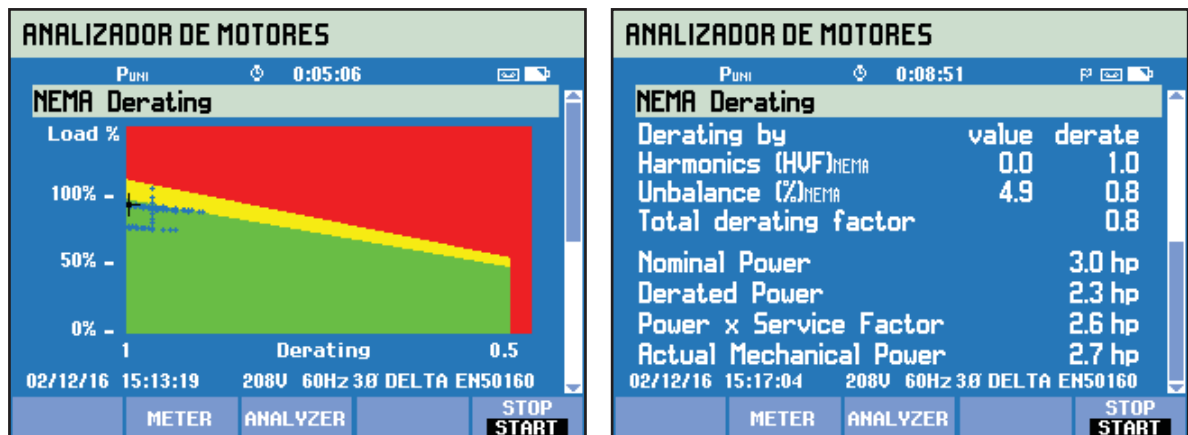 ANALIZADOR DE MOTORES
PUNI 0:05:06
NEMA Derating
Load %
100%
50%
0%
1 Derating 0.5
02/12/16 15:13:19 208V 60Hz 3Ø DELTA EN50160
METER ANALYZER STOP
START
ANALIZADOR DE MOTORES
PUNI 0:08:51
NEMA Derating
Derating by value derate
Harmonics (HVF)NEMA 0.0 1.0
Unbalance (%)NEMA 4.9 0.8
Total derating factor 0.8
Nominal Power 3.0 hp
Derated Power 2.3 hp
Power x Service Factor 2.6 hp
Actual Mechanical Power 2.7 hp
02/12/16 15:17:04 208V 60Hz 3Ø DELTA EN50160
METER ANALYZER STOP
START